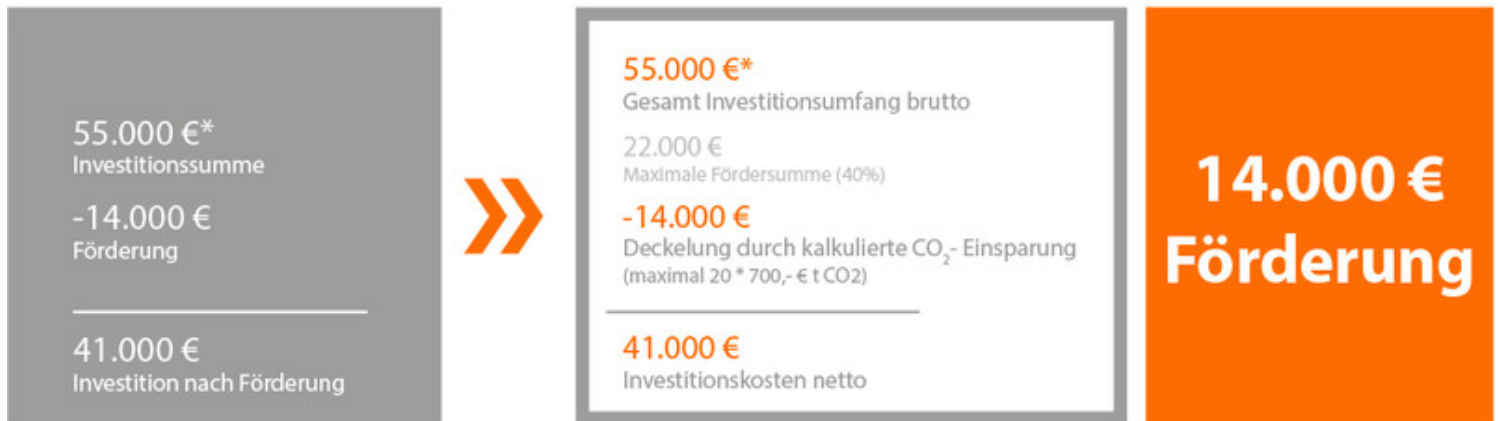 55.000 €*
Investitionssumme
-14.000 €
Förderung
41.000 €
Investition nach Förderung
55.000 €*
Gesamt Investitionsumfang brutto
22.000 €
Maximale Fördersumme (40%)
-14.000 €
Deckelung durch kalkulierte CO₂- Einsparung
(maximal 20 * 700,- € t CO2)
41.000 €
Investitionskosten netto
14.000 €
Förderung